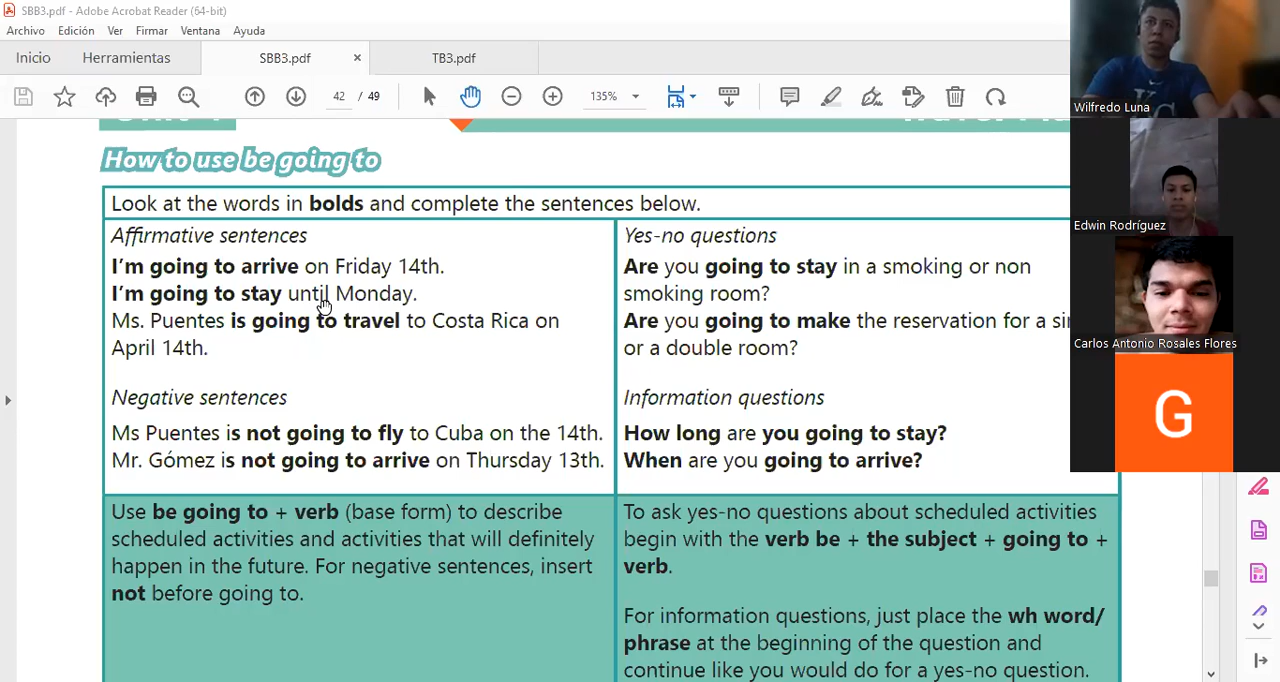 SBB3.pdf - Adobe Acrobat Reader (64-bit)
Archivo Edición Ver Firmar Ventana Ayuda
Inicio Herramientas SBB3.pdf × TB3.pdf
42 / 49 135%
How to use be going to
Look at the words in bolds and complete the sentences below.
Affirmative sentences
I'm going to arrive on Friday 14th.
I'm going to stay until Monday.
Ms. Puentes is going to travel to Costa Rica on
April 14th.
Negative sentences
Ms Puentes is not going to fly to Cuba on the 14th.
Mr. Gómez is not going to arrive on Thursday 13th.
Yes-no questions
Are you going to stay in a smoking or non
smoking room?
Are you going to make the reservation for a si
or a double room?
Information questions
How long are you going to stay?
When are you going to arrive?
Use be going to + verb (base form) to describe
scheduled activities and activities that will definitely
happen in the future. For negative sentences, insert
not before going to.
To ask yes-no questions about scheduled activities
begin with the verb be + the subject + going to +
verb.
For information questions, just place the wh word/
phrase at the beginning of the question and
continue like you would do for a yes-no question.
Wilfredo Luna
Edwin Rodríguez
Carlos Antonio Rosales Flores
G